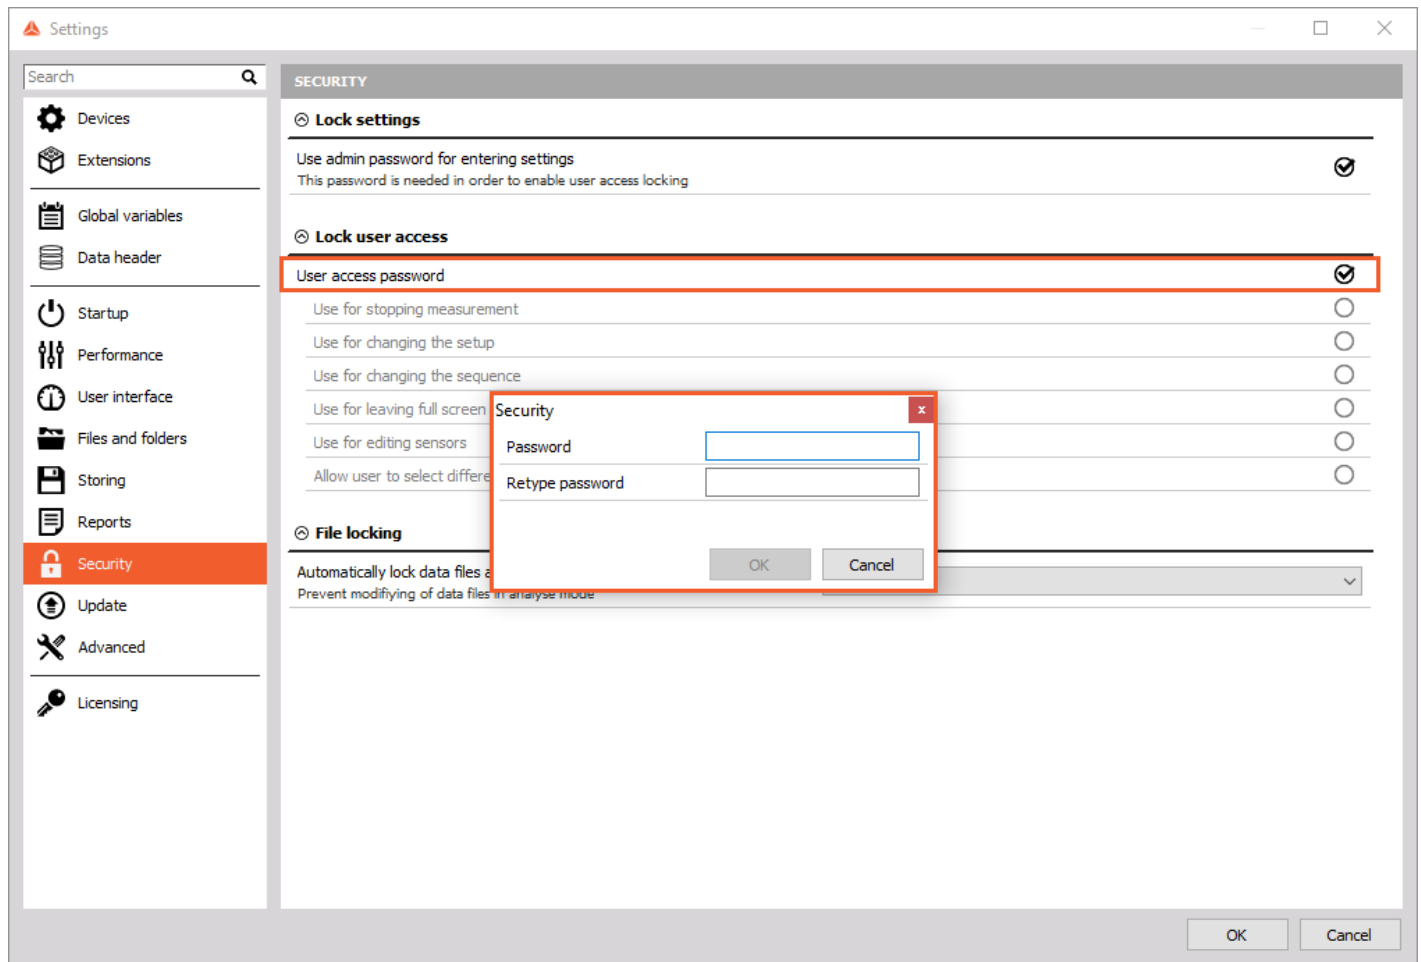 Settings
Search
Devices
Extensions
Global variables
Data header
Startup
Performance
User interface
Files and folders
Storing
Reports
Security
Update
Advanced
Licensing
SECURITY
Lock settings
Use admin password for entering settings
This password is needed in order to enable user access locking
Lock user access
User access password
Use for stopping measurement
Use for changing the setup
Use for changing the sequence
Use for leaving full screen
Use for editing sensors
Allow user to select differe
File locking
Automatically lock data files a
Prevent modifiying of data files in analyse mode
Security
x
Password
Retype password
OK
Cancel
OK
Cancel